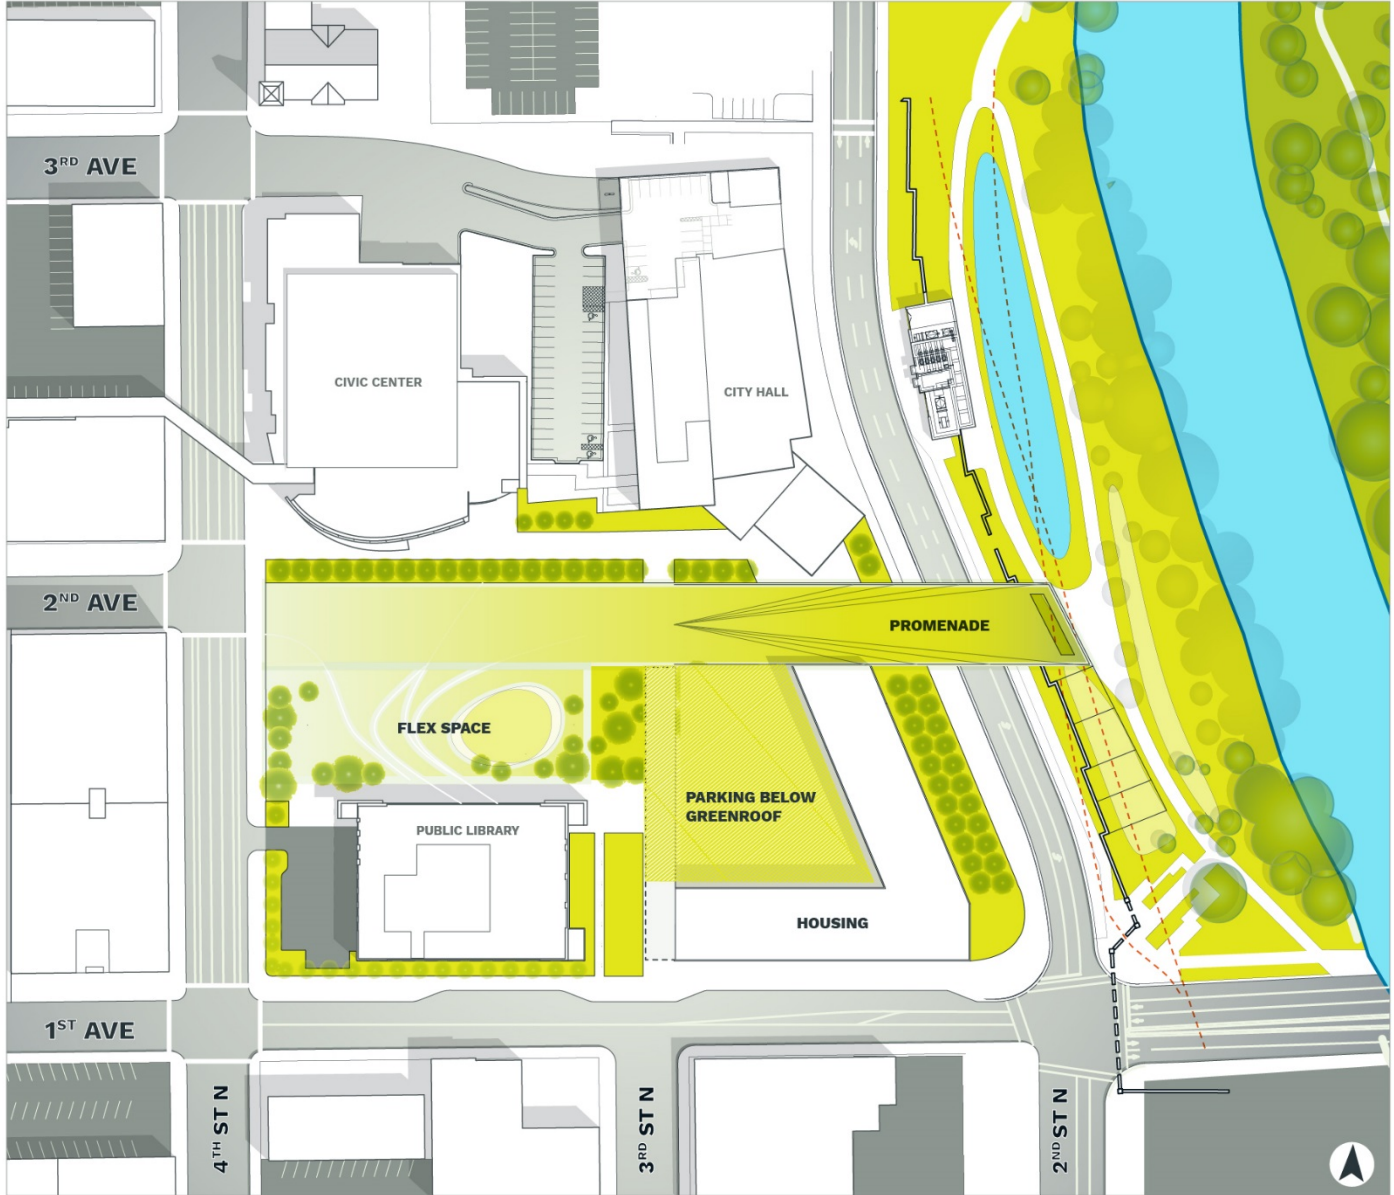 3RD AVE
CIVIC CENTER
CITY HALL
2ND AVE
PROMENADE
FLEX SPACE
PARKING BELOW
GREENROOF
PUBLIC LIBRARY
HOUSING
1ST AVE
4TH ST N
3RD ST N
2ND ST N